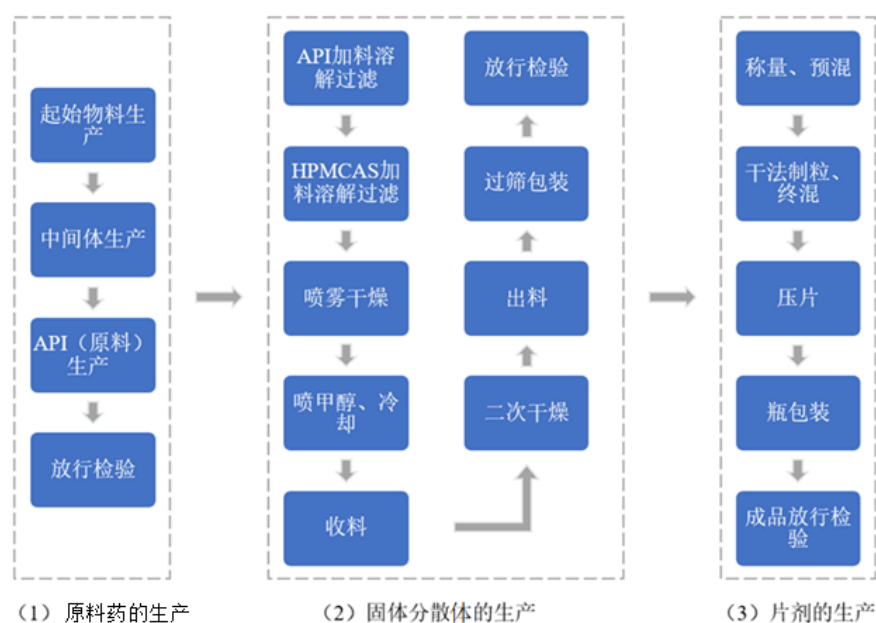 起始物料生
产
中间体生产
API（原料）
生产
放行检验
（1）原料药的生产
API加料溶
解过滤
HPMCAS加
料溶解过滤
喷雾干燥
喷甲醇、冷
却
收料
二次干燥
出料
过筛包装
放行检验
（2）固体分散体的生产
称量、预混
干法制粒、
终混
压片
瓶包装
成品放行检
验
（3）片剂的生产